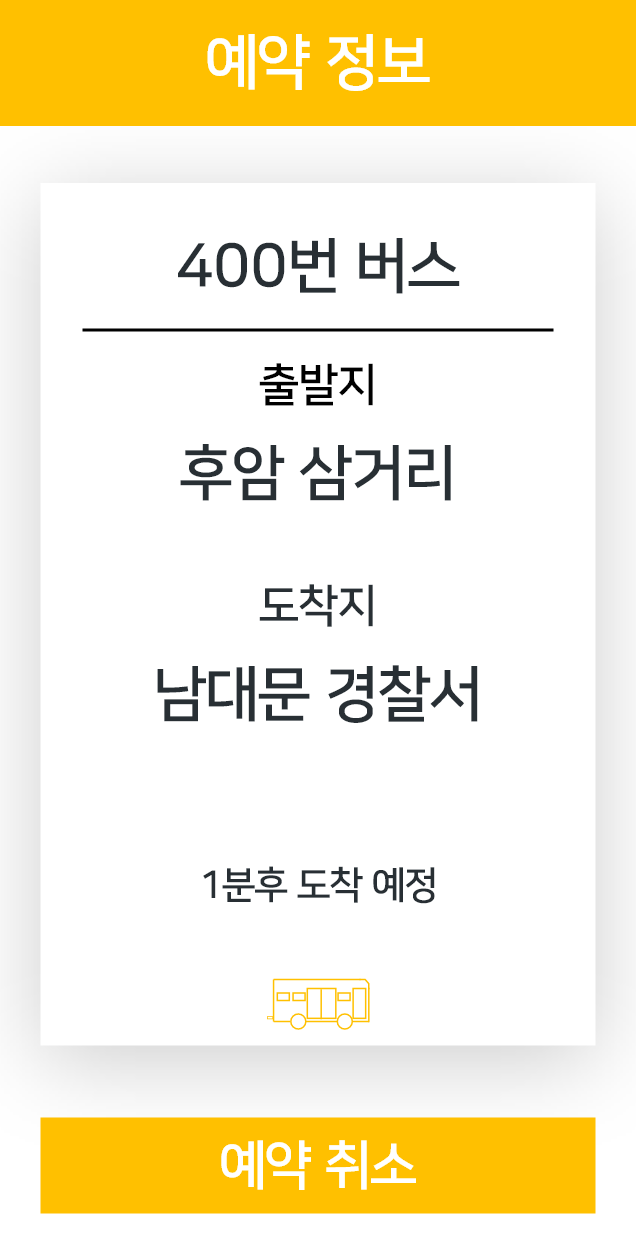 예약 정보
400번 버스
출발지
후암 삼거리
도착지
남대문 경찰서
1분후 도착 예정
예약 취소